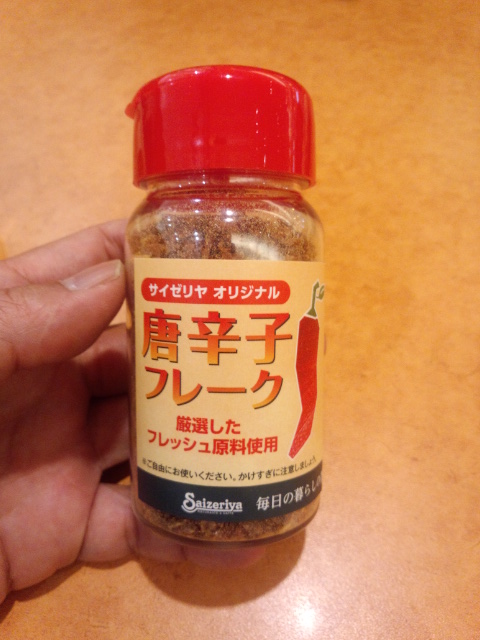 サイゼリヤ オリジナル
唐辛子
フレーク
厳選した
フレッシュ原料使用
※ご自由にお使いください。かけすぎに注意しましょう。
Saizeriya
毎日の暮らしの